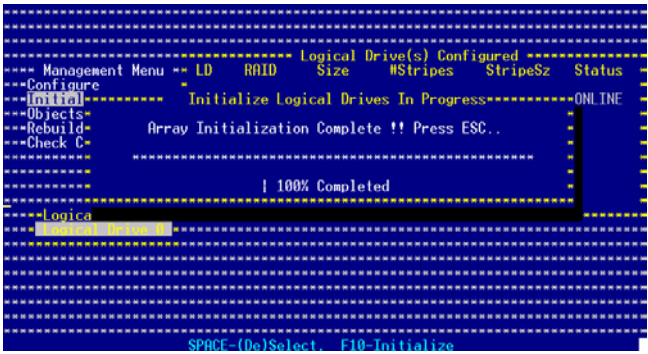 Logical Drive(s) Configured
Management Menu LD RAID Size #Stripes StripeSz Status
Configure
Initial Initialize Logical Drives In Progress ONLINE
Objects
Rebuild Array Initialization Complete !! Press ESC..
Check C
| 100% Completed
Logica
Logical Drive 0
SPACE-(De)Select, F10-Initialize